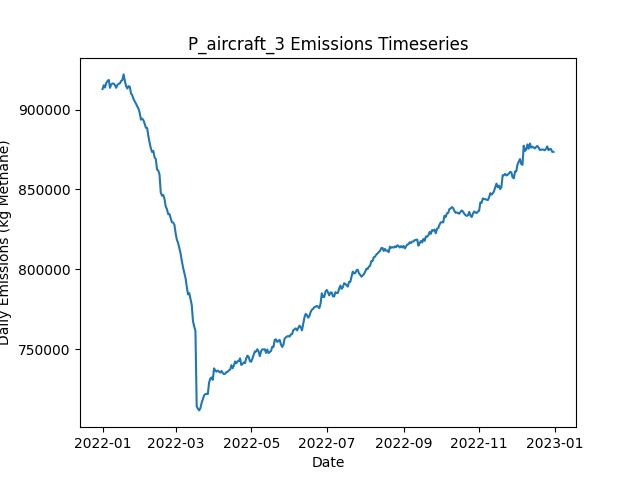 P_aircraft_3 Emissions Timeseries
900000
850000
800000
750000
Daily Emissions (kg Methane)
2022-01 2022-03 2022-05 2022-07 2022-09 2022-11 2023-01
Date